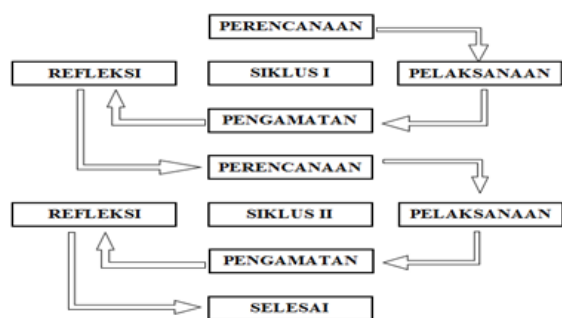 PERENCANAAN
REFLEKSI
SIKLUS I
PELAKSANAAN
PENGAMATAN
PERENCANAAN
REFLEKSI
SIKLUS II
PELAKSANAAN
PENGAMATAN
SELESAI